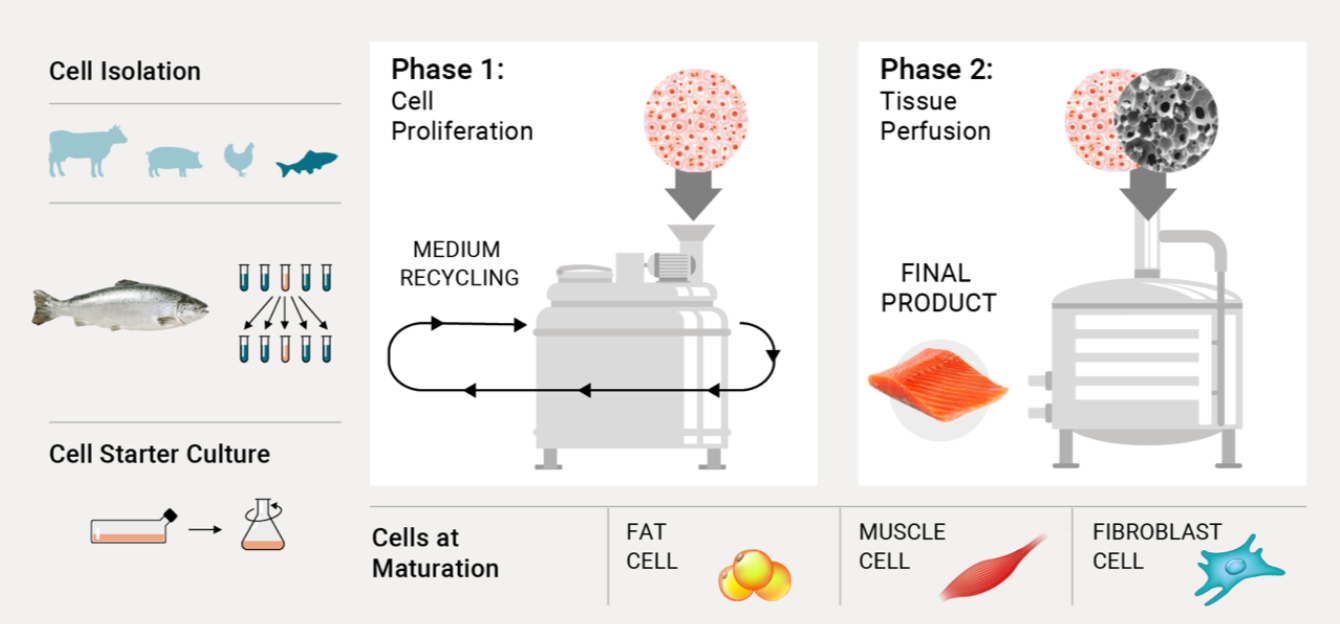 Cell Isolation
Phase 1:
Cell
Proliferation
MEDIUM
RECYCLING
Phase 2:
Tissue
Perfusion
FINAL
PRODUCT
Cell Starter Culture
Cells at
Maturation
FAT
CELL
MUSCLE
CELL
FIBROBLAST
CELL